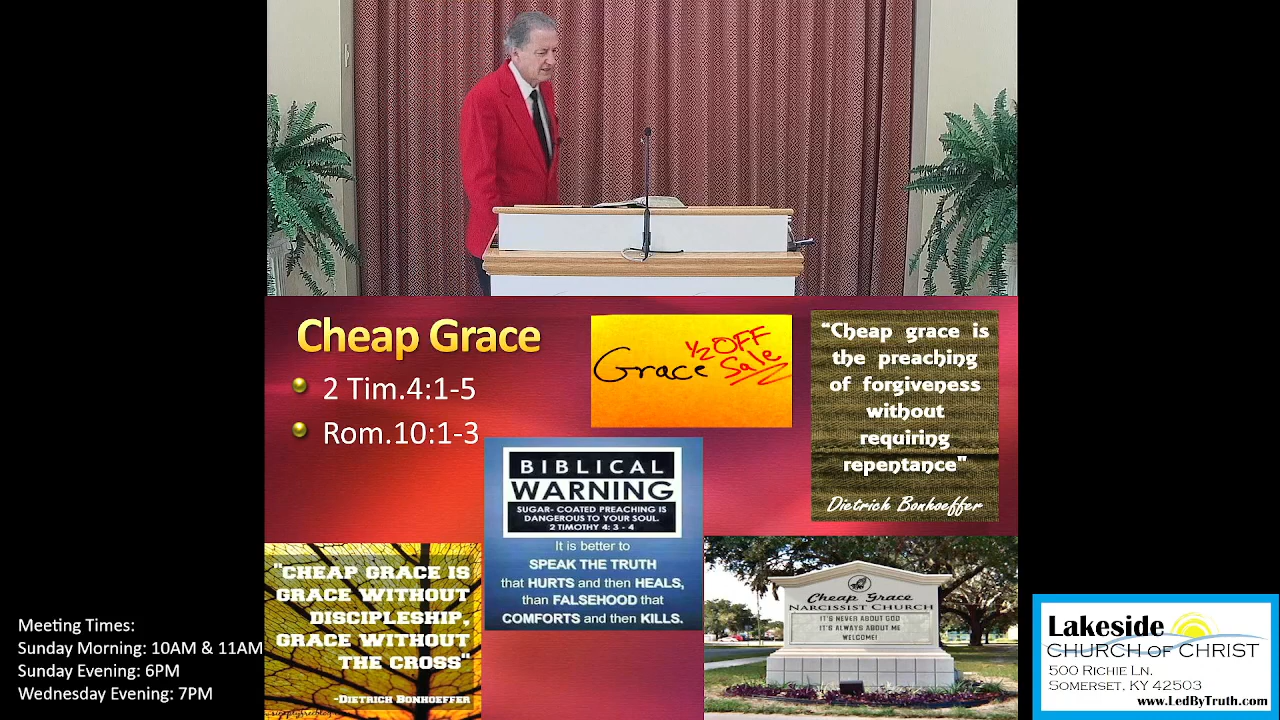 Cheap Grace
2 Tim.4:1-5
Rom.10:1-3
Grace ½ OFF
Sale
"Cheap grace is
the preaching
of forgiveness
without
requiring
repentance"
Dietrich Bonhoeffer
BIBLICAL
WARNING
SUGAR- COATED PREACHING IS
DANGEROUS TO YOUR SOUL.
2 TIMOTHY 4: 3 - 4
It is better to
SPEAK THE TRUTH
that HURTS and then HEALS,
than FALSEHOOD that
COMFORTS and then KILLS.
"CHEAP GRACE IS
GRACE WITHOUT
DISCIPLESHIP,
GRACE WITHOUT
THE CROSS"
-DIETRICH BONHOEFFER
Cheap Grace
NARCISSIST CHURCH
IT'S NEVER ABOUT GOD
IT'S ALWAYS ABOUT ME
WELCOME!
Meeting Times:
Sunday Morning: 10AM & 11AM
Sunday Evening: 6PM
Wednesday Evening: 7PM
Lakeside
CHURCH OF CHRIST
500 RICHIE LN.
SOMERSET, KY 42503
www.LedByTruth.com